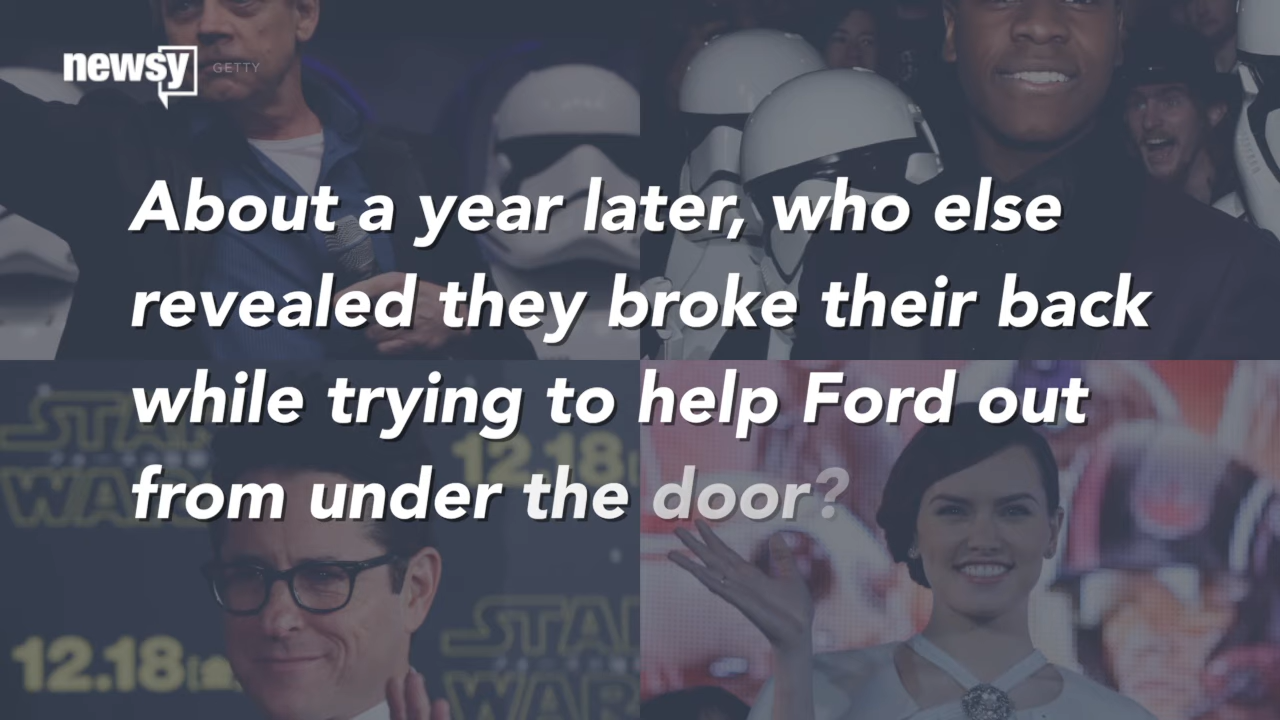 newsy GETTY
About a year later, who else
revealed they broke their back
while trying to help Ford out
from under the door?
STAR
WARS
12.18
12.18
STAR
WARS